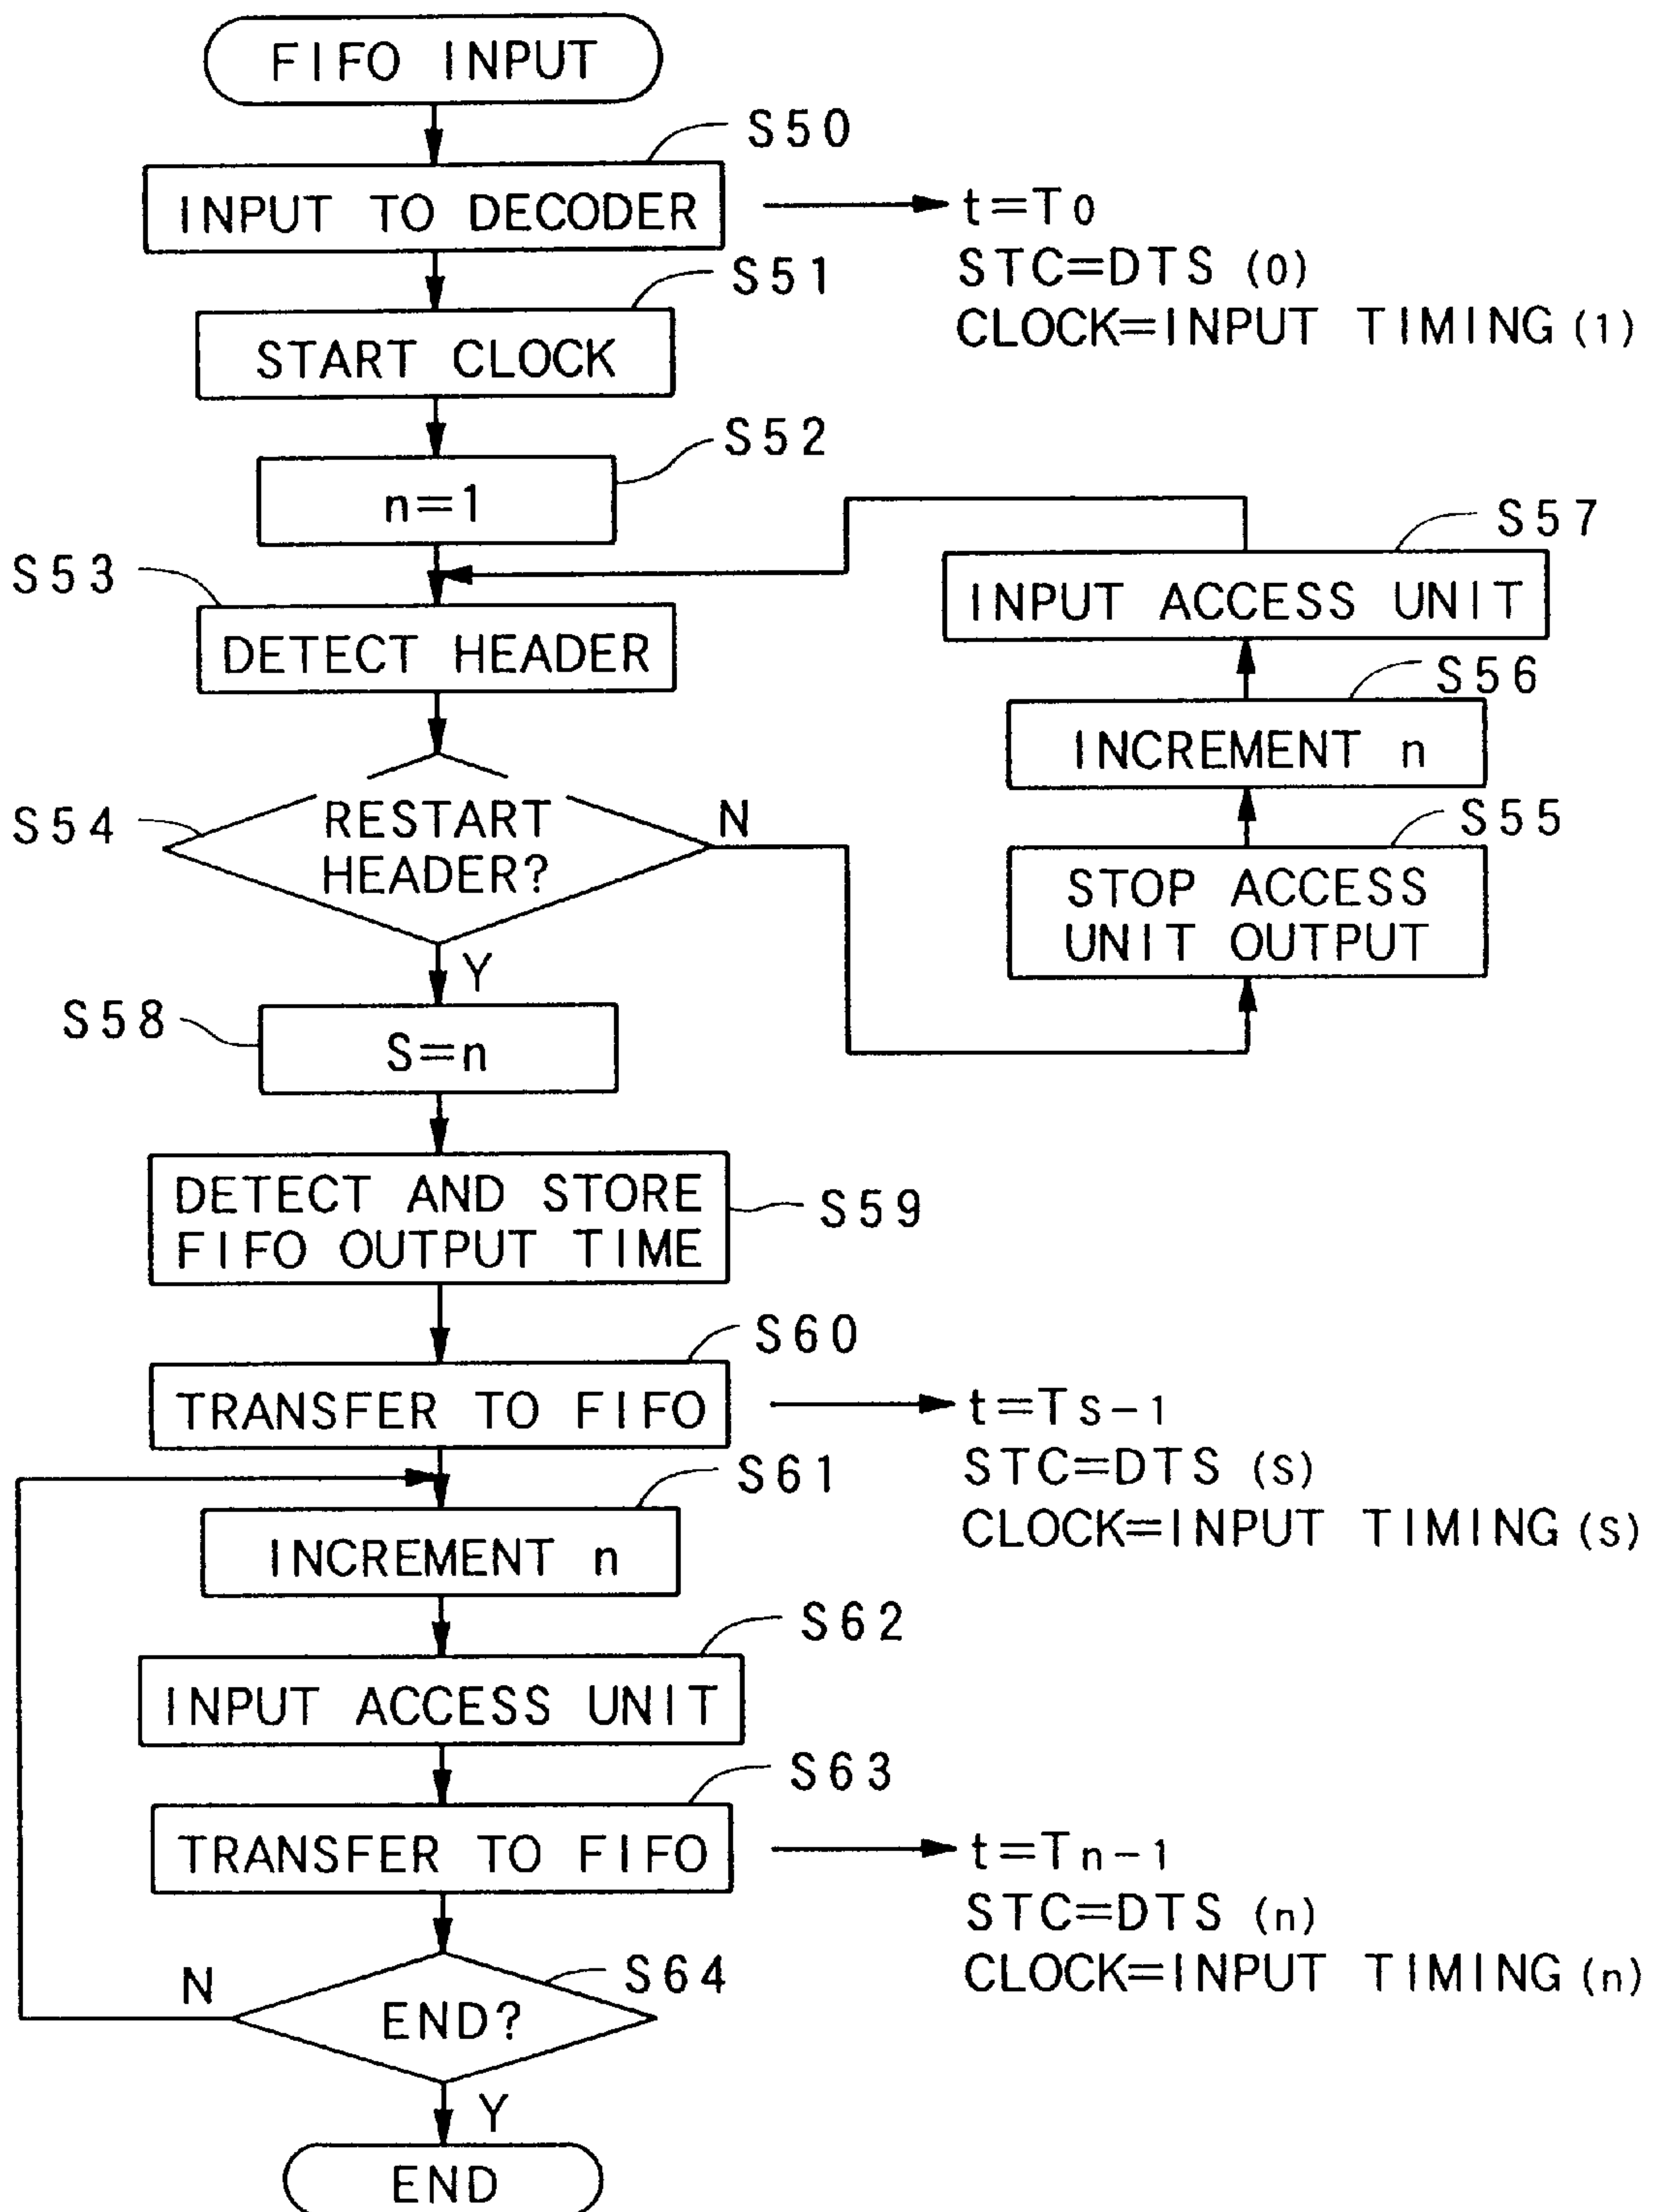 FIFO INPUT
S50
INPUT TO DECODER
t=T0
STC=DTS (0)
CLOCK=INPUT TIMING (1)
S51
START CLOCK
S52
n=1
S53
DETECT HEADER
S54
RESTART
HEADER?
N
S57
INPUT ACCESS UNIT
S56
INCREMENT n
S55
STOP ACCESS
UNIT OUTPUT
Y
S58
S=n
DETECT AND STORE
FIFO OUTPUT TIME
S59
S60
TRANSFER TO FIFO
t=TS-1
STC=DTS (S)
CLOCK=INPUT TIMING (S)
S61
INCREMENT n
S62
INPUT ACCESS UNIT
S63
TRANSFER TO FIFO
t=Tn-1
STC=DTS (n)
CLOCK=INPUT TIMING (n)
S64
N
END?
Y
END